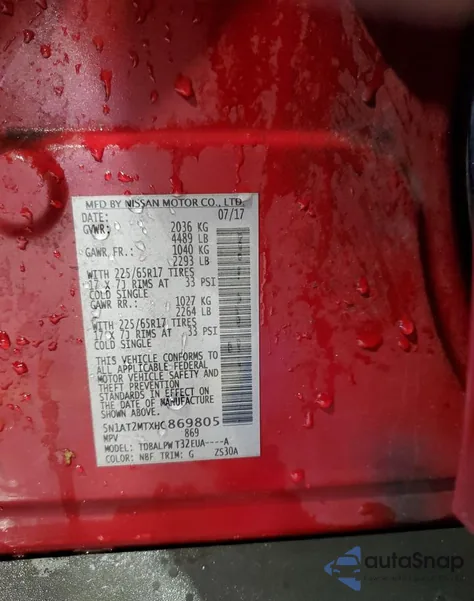 MFD BY NISSAN MOTOR CO., LTD.
DATE: 07/17
GVWR: 2036 KG
4489 LB
GAWR, FR.: 1040 KG
2293 LB
WITH 225/65R17 TIRES
17 X 7J RIMS AT 33 PSI
COLD SINGLE
GAWR RR.: 1027 KG
2264 LB
WITH 225/65R17 TIRES
17 X 7J RIMS AT 33 PSI
COLD SINGLE
THIS VEHICLE CONFORMS TO
ALL APPLICABLE FEDERAL
MOTOR VEHICLE SAFETY AND
THEFT PREVENTION
STANDARDS IN EFFECT ON
THE DATE OF MANUFACTURE
SHOWN ABOVE
5N1AT2MTXHC869805
MPV 869
MODEL: TDBALPWT32EUA----A
COLOR: NBF TRIM: G ZS30A
autoSnap